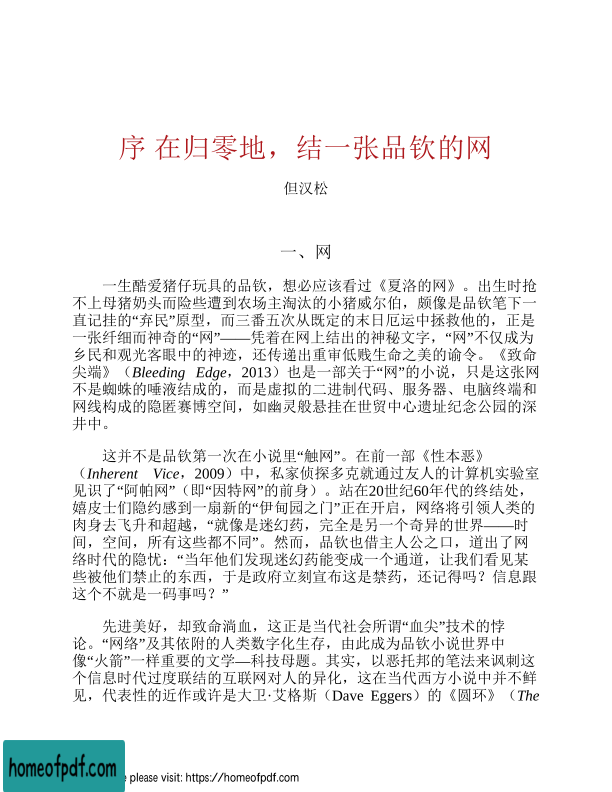 序 在归零地，结一张品钦的网
但汉松
一、网
一生酷爱猪仔玩具的品钦，想必应该看过《夏洛的网》。出生时抢
不上母猪奶头而险些遭到农场主淘汰的小猪威尔伯，颇像是品钦笔下一
直记挂的“弃民”原型，而三番五次从既定的末日厄运中拯救他的，正是
一张纤细而神奇的“网”——凭着在网上结出的神秘文字，“网”不仅成为
乡民和观光客眼中的神迹，还传递出重审低贱生命之美的谕令。《致命
尖端》（Bleeding Edge，2013）也是一部关于“网”的小说，只是这张网
不是蜘蛛的唾液结成的，而是虚拟的二进制代码、服务器、电脑终端和
网线构成的隐匿赛博空间，如幽灵般悬挂在世贸中心遗址纪念公园的深
井中。
这并不是品钦第一次在小说里“触网”。在前一部《性本恶》
（Inherent Vice，2009）中，私家侦探多克就通过友人的计算机实验室
见识了“阿帕网”（即“因特网”的前身）。站在20世纪60年代的终结处，
嬉皮士们隐约感到一扇新的“伊甸园之门”正在开启，网络将引领人类的
肉身去飞升和超越，“就像是迷幻药，完全是另一个奇异的世界——时
间，空间，所有这些都不同”。然而，品钦也借主人公之口，道出了网
络时代的隐忧：“当年他们发现迷幻药能变成一个通道，让我们看见某
些被他们禁止的东西，于是政府立刻宣布这是禁药，还记得吗？信息跟
这个不就是一码事吗？”
先进美好，却致命淌血，这正是当代社会所谓“血尖”技术的悖
论。“网络”及其依附的人类数字化生存，由此成为品钦小说世界中
像“火箭”一样重要的文学—科技母题。其实，以恶托邦的笔法来讽刺这
个信息时代过度联结的互联网对人的异化，这在当代西方小说中并不鲜
见，代表性的近作或许是大卫·艾格斯（Dave Eggers）的《圆环》（The
homeofpdf.com
e please visit: https://homeofpdf.com